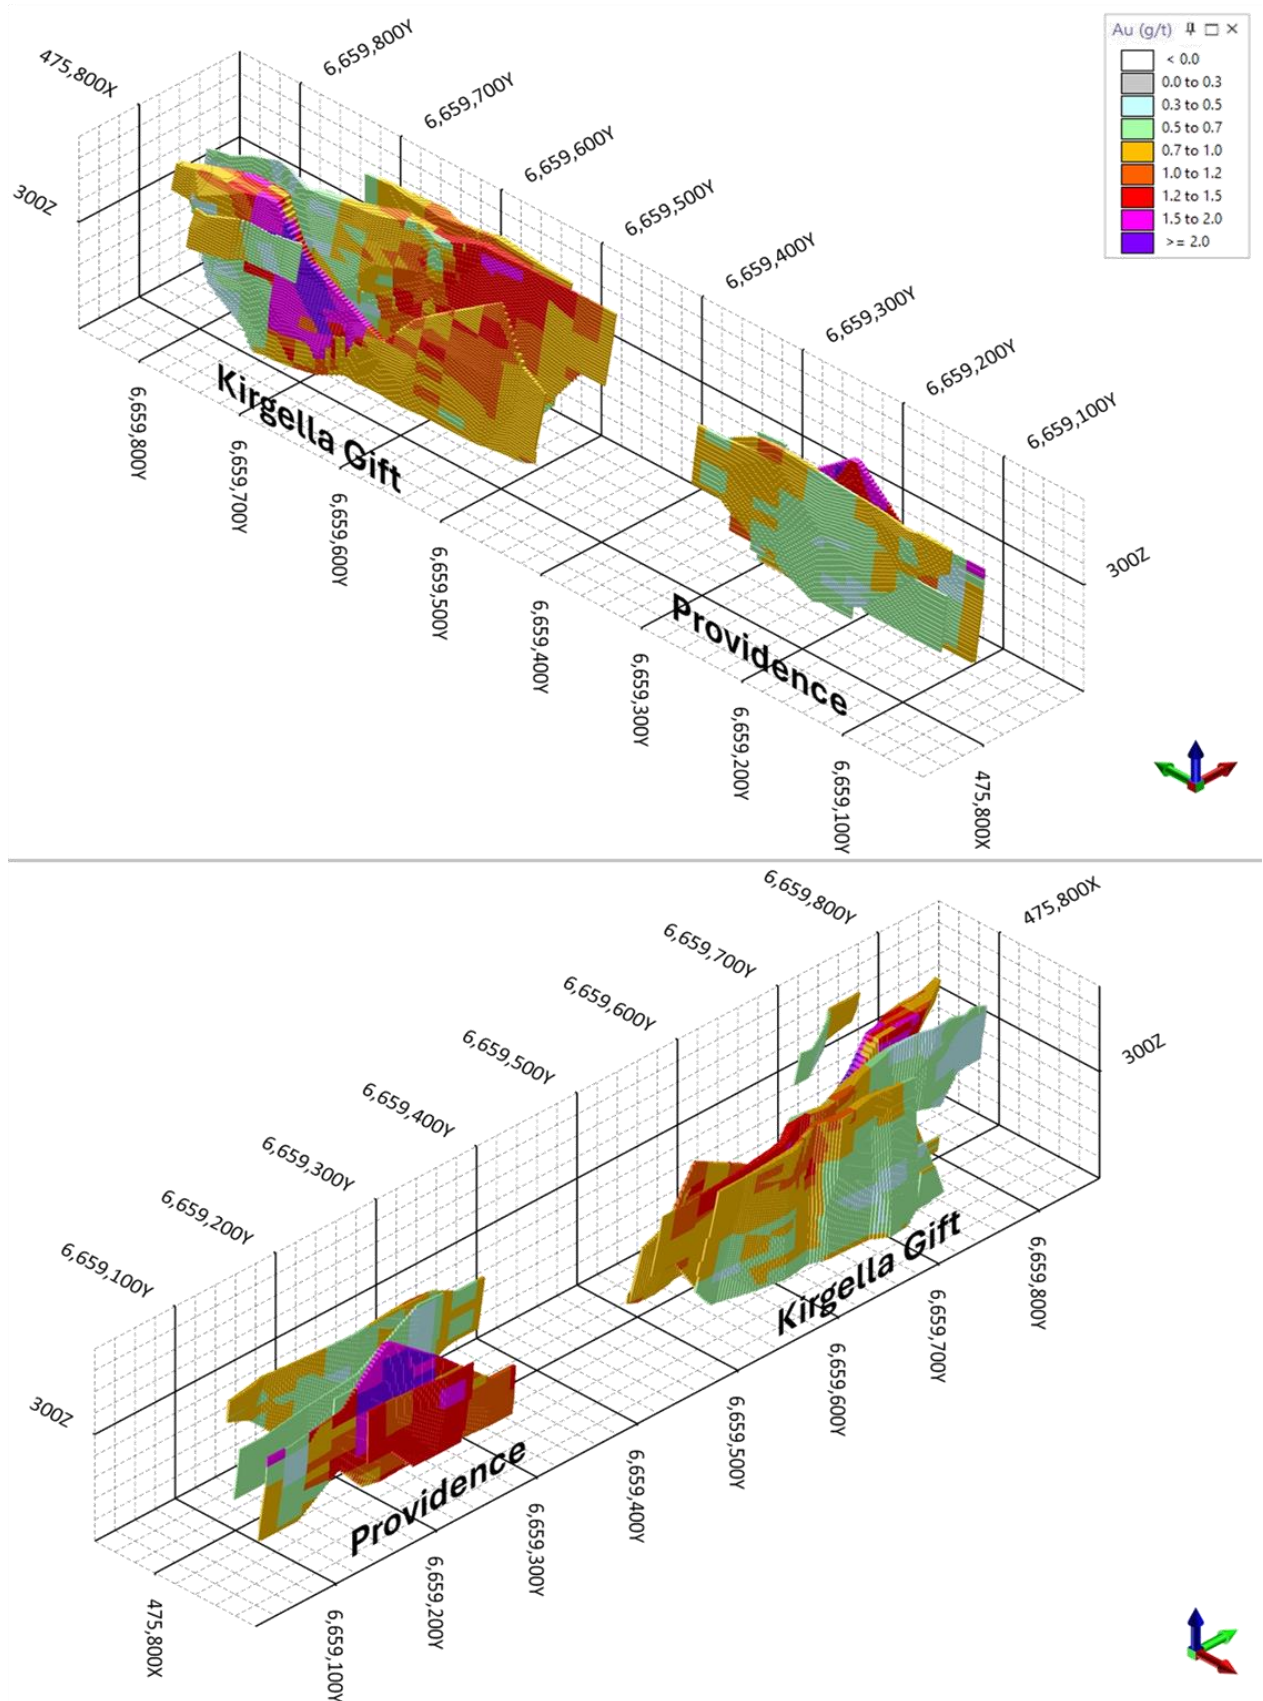 Au (g/t)
< 0.0
0.0 to 0.3
0.3 to 0.5
0.5 to 0.7
0.7 to 1.0
1.0 to 1.2
1.2 to 1.5
1.5 to 2.0
>= 2.0
475,800X
6,659,800Y
6,659,700Y
6,659,600Y
6,659,500Y
6,659,400Y
6,659,300Y
6,659,200Y
6,659,100Y
300Z
300Z
Kirgella Gift
Providence
6,659,800Y
6,659,700Y
6,659,600Y
6,659,500Y
6,659,400Y
6,659,300Y
6,659,200Y
6,659,100Y
475,800X
6,659,800Y
475,800X
6,659,700Y
6,659,600Y
6,659,500Y
6,659,400Y
6,659,300Y
6,659,200Y
6,659,100Y
300Z
300Z
Kirgella Gift
Providence
6,659,800Y
6,659,700Y
6,659,600Y
6,659,500Y
6,659,400Y
6,659,300Y
6,659,200Y
6,659,100Y
475,800X